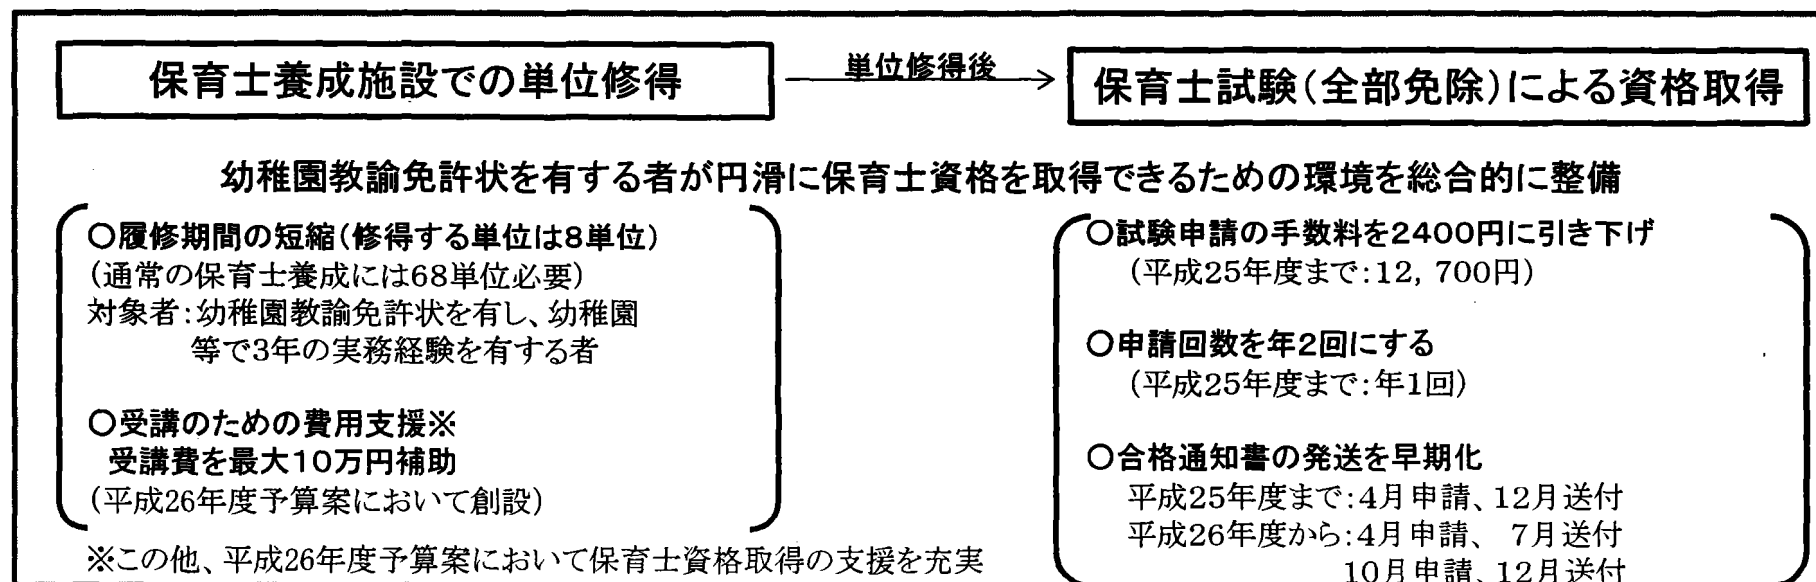 保育士養成施設での単位修得
単位修得後
保育士試験(全部免除)による資格取得
幼稚園教諭免許状を有する者が円滑に保育士資格を取得できるための環境を総合的に整備
○履修期間の短縮(修得する単位は8単位)
(通常の保育士養成には68単位必要)
対象者:幼稚園教諭免許状を有し、幼稚園
等で3年の実務経験を有する者
○受講のための費用支援※
受講費を最大10万円補助
(平成26年度予算案において創設)
※この他、平成26年度予算案において保育士資格取得の支援を充実
○試験申請の手数料を2400円に引き下げ
(平成25年度まで:12,700円)
○申請回数を年2回にする
(平成25年度まで:年1回)
○合格通知書の発送を早期化
平成25年度まで:4月申請、12月送付
平成26年度から:4月申請、 7月送付
10月申請、12月送付